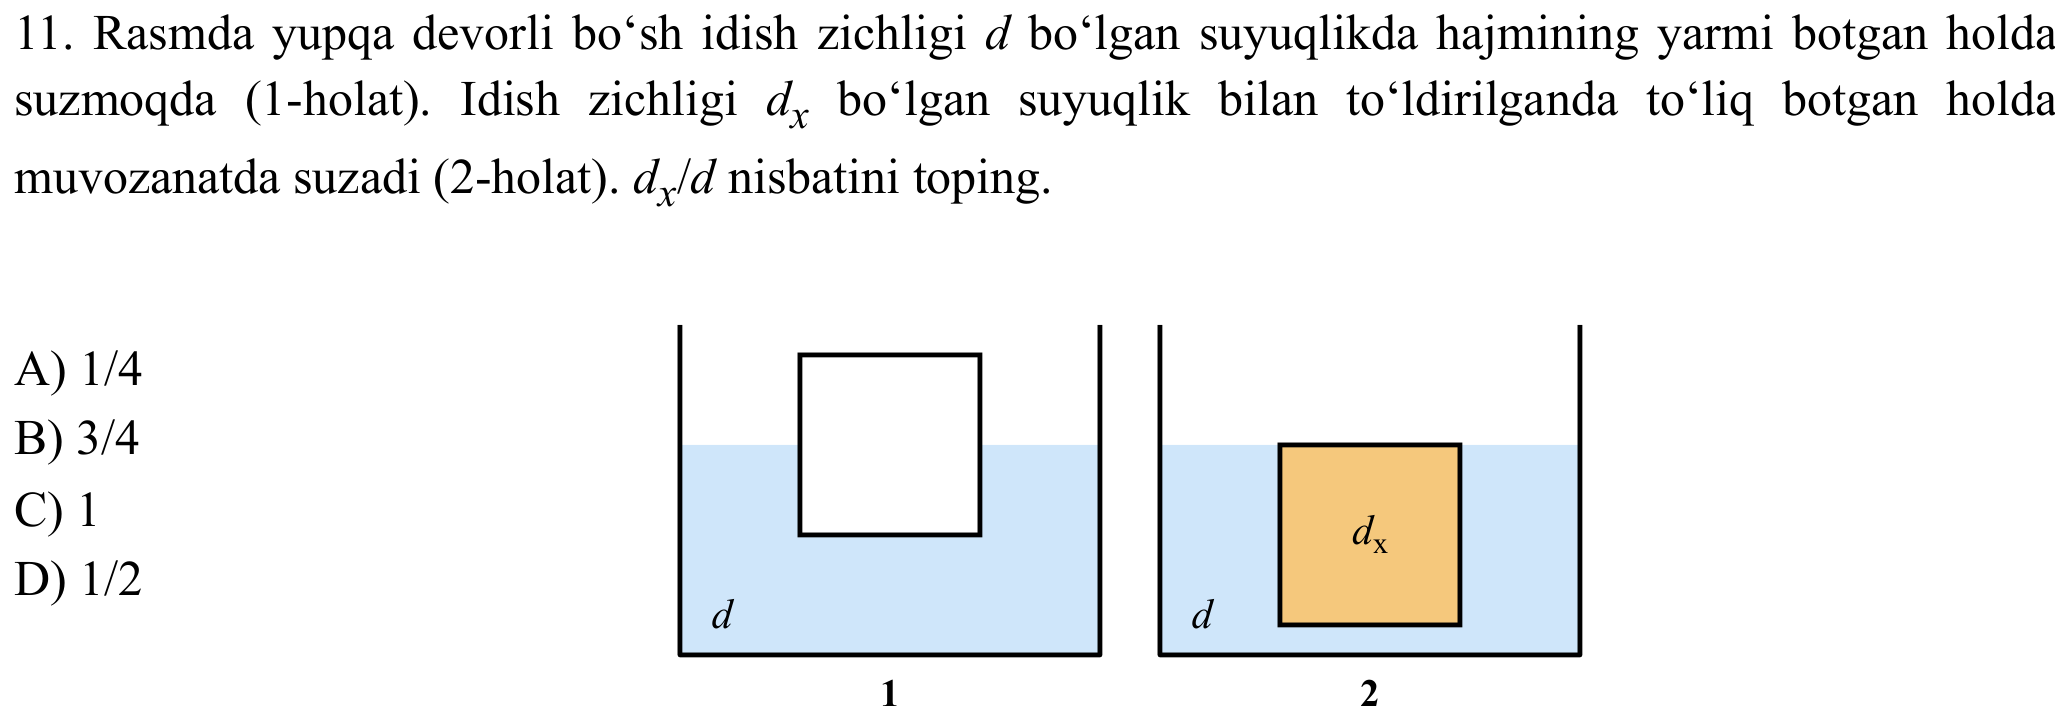 11. Rasmda yupqa devorli bo‘sh idish zichligi d bo‘lgan suyuqlikda hajmining yarmi botgan holda
suzmoqda (1-holat). Idish zichligi dₓ bo‘lgan suyuqlik bilan to‘ldirilganda to‘liq botgan holda
muvozanatda suzadi (2-holat). dₓ/d nisbatini toping.
A) 1/4
B) 3/4
C) 1
D) 1/2
dₓ
d
d
1
2